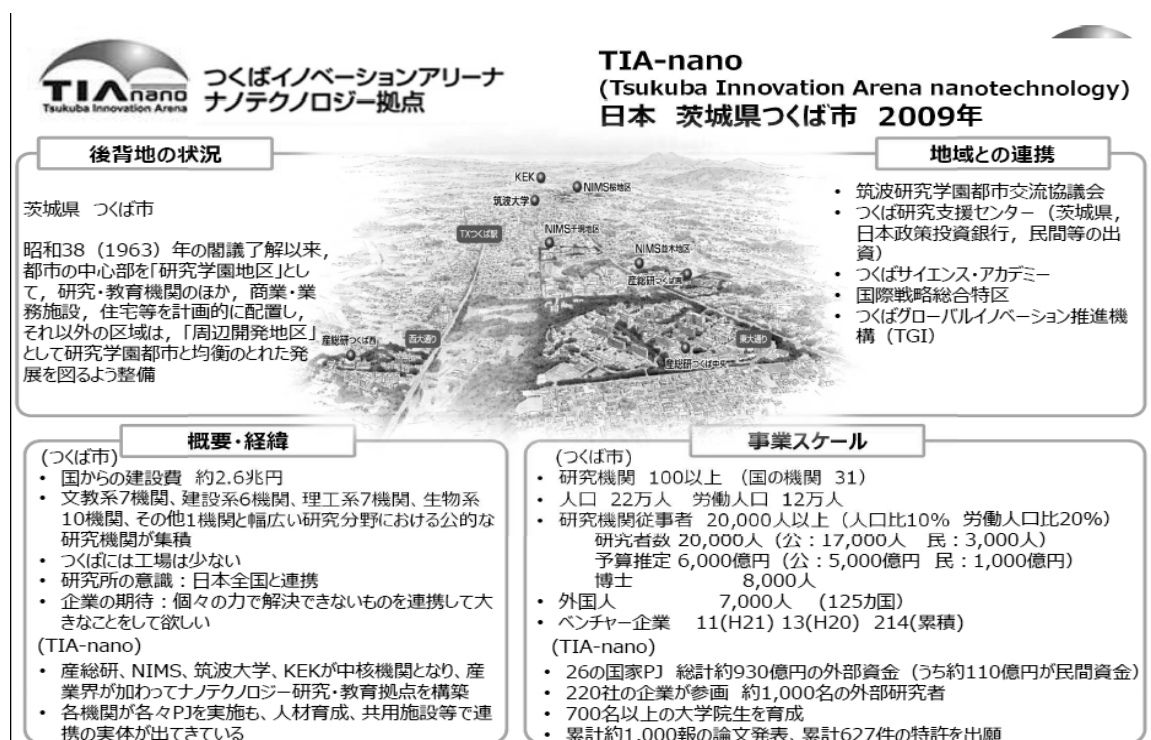 TIA nano
Tsukuba Innovation Arena
つくばイノベーションアリーナ
ナノテクノロジー拠点
TIA-nano
(Tsukuba Innovation Arena nanotechnology)
日本 茨城県つくば市 2009年
後背地の状況
茨城県 つくば市
昭和38（1963）年の閣議了解以来，
都市の中心部を「研究学園地区」とし
て，研究・教育機関のほか，商業・業
務施設，住宅等を計画的に配置し，
それ以外の区域は，「周辺開発地区」
として研究学園都市と均衡のとれた発
展を図るよう整備
KEK
NIMS桜地区
筑波大学
TXつくば駅
NIMS千現地区
NIMS並木地区
産総研つくば東
産総研つくば西
西大通り
東大通り
産総研つくば中央
地域との連携
• 筑波研究学園都市交流協議会
• つくば研究支援センター（茨城県，
日本政策投資銀行，民間等の出
資）
• つくばサイエンス・アカデミー
• 国際戦略総合特区
• つくばグローバルイノベーション推進機
構（TGI）
概要・経緯
(つくば市)
• 国からの建設費 約2.6兆円
• 文教系7機関、建設系6機関、理工系7機関、生物系
10機関、その他1機関と幅広い研究分野における公的な
研究機関が集積
• つくばには工場は少ない
• 研究所の意識：日本全国と連携
• 企業の期待：個々の力で解決できないものを連携して大
きなことをして欲しい
(TIA-nano)
• 産総研、NIMS、筑波大学、KEKが中核機関となり、産
業界が加わってナノテクノロジー研究・教育拠点を構築
• 各機関が各々PJを実施も、人材育成、共用施設等で連
携の実体が出てきている
事業スケール
(つくば市)
• 研究機関 100以上 （国の機関 31）
• 人口 22万人 労働人口 12万人
• 研究機関従事者 20,000人以上（人口比10% 労働人口比20%）
研究者数 20,000人（公：17,000人 民：3,000人）
予算推定 6,000億円（公：5,000億円 民：1,000億円）
博士 8,000人
• 外国人 7,000人 （125カ国）
• ベンチャー企業 11(H21) 13(H20) 214(累積)
(TIA-nano)
• 26の国家PJ 総計約930億円の外部資金（うち約110億円が民間資金）
• 220社の企業が参画 約1,000名の外部研究者
• 700名以上の大学院生を育成
• 累計約1,000報の論文発表、累計627件の特許を出願